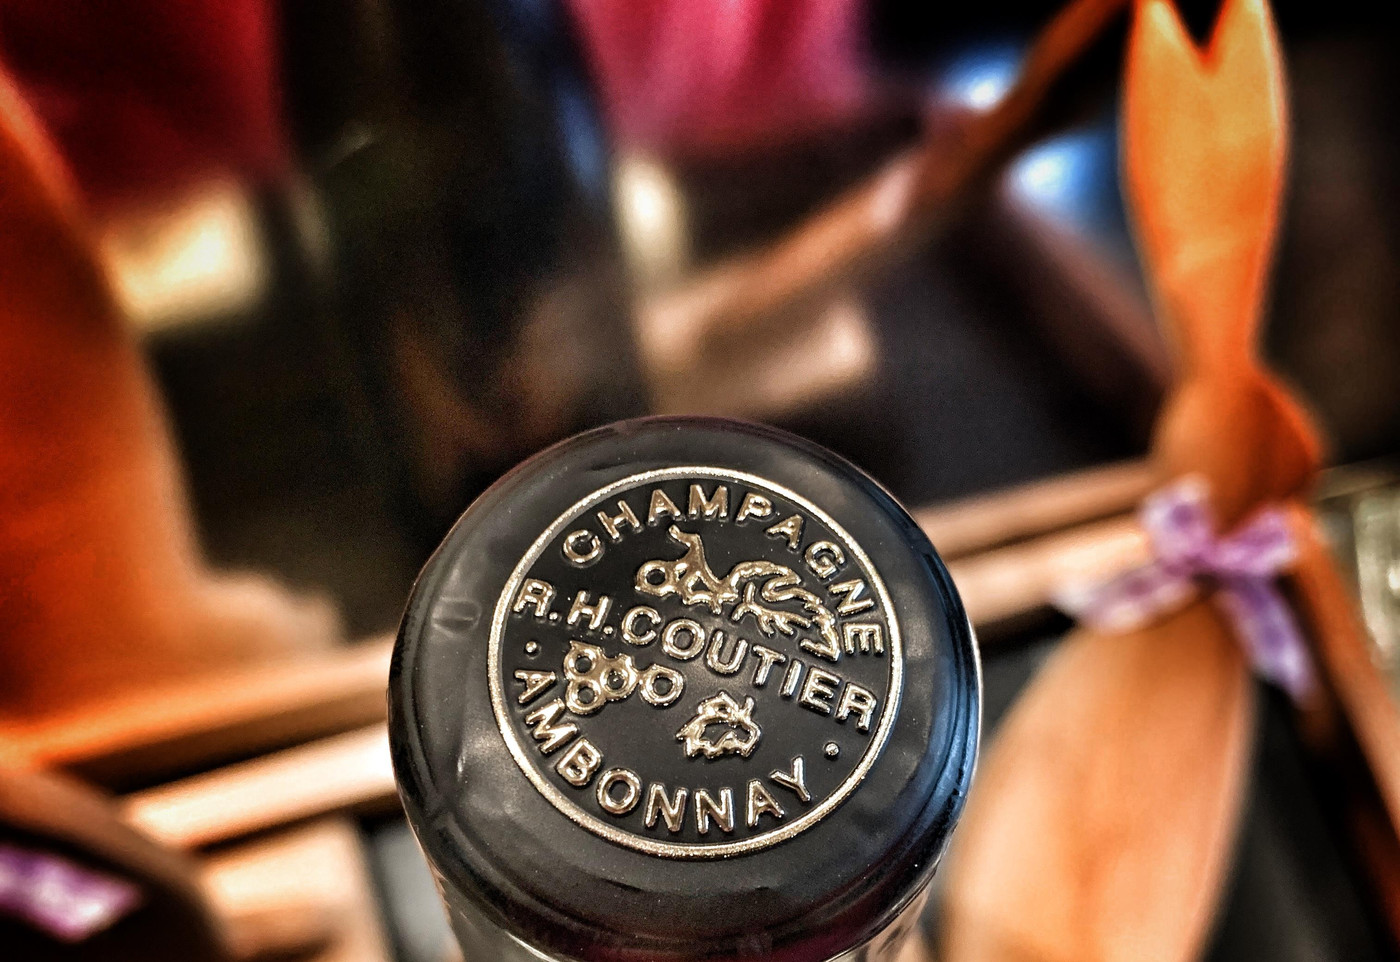 CHAMPAGNE
R.H.COUTIER
· AMBONNAY ·